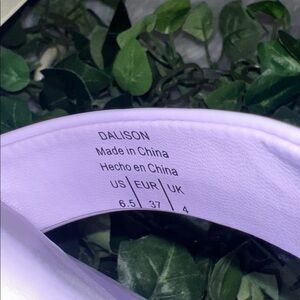 DALISON
Made in China
Hecho en China
US | EUR | UK
6.5 | 37 | 4